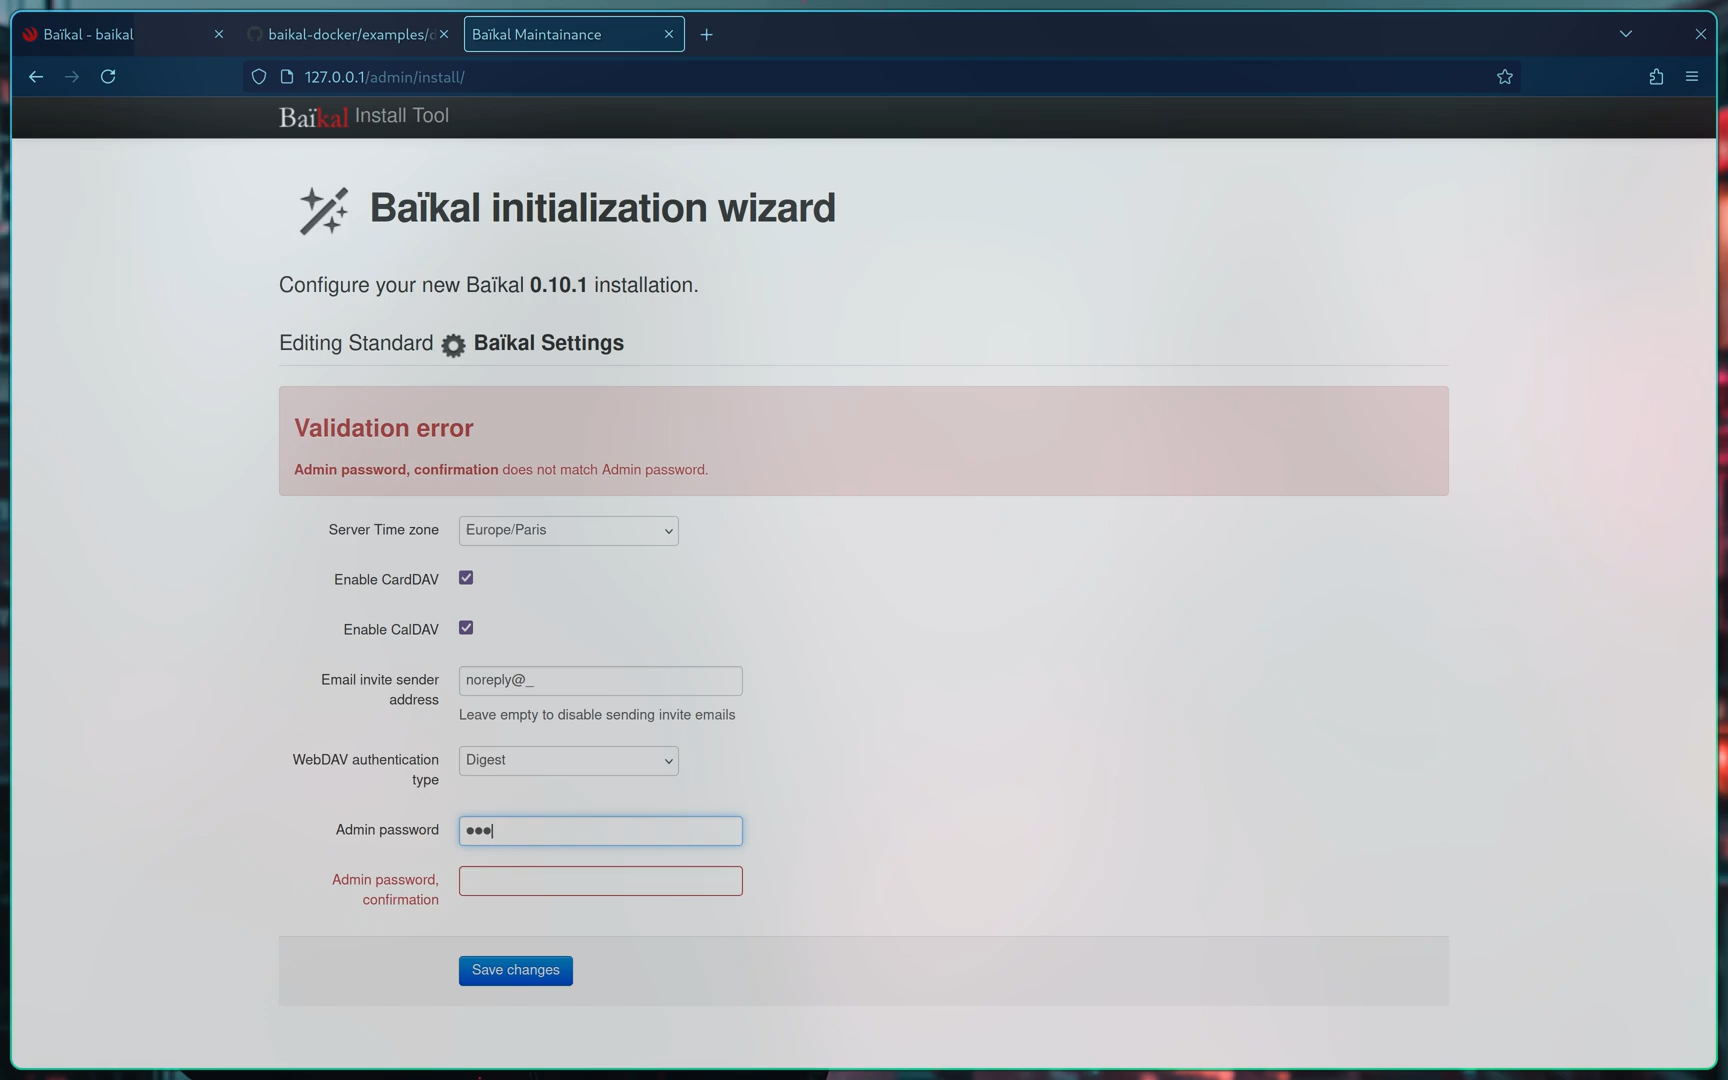 Baïkal - baikal
baikal-docker/examples/
Baïkal Maintainance
127.0.0.1/admin/install/
Baïkal Install Tool
Baïkal initialization wizard
Configure your new Baïkal 0.10.1 installation.
Editing Standard Baïkal Settings
Validation error
Admin password, confirmation does not match Admin password.
Server Time zone
Europe/Paris
Enable CardDAV
Enable CalDAV
Email invite sender
address
noreply@_
Leave empty to disable sending invite emails
WebDAV authentication
type
Digest
Admin password
Admin password,
confirmation
Save changes